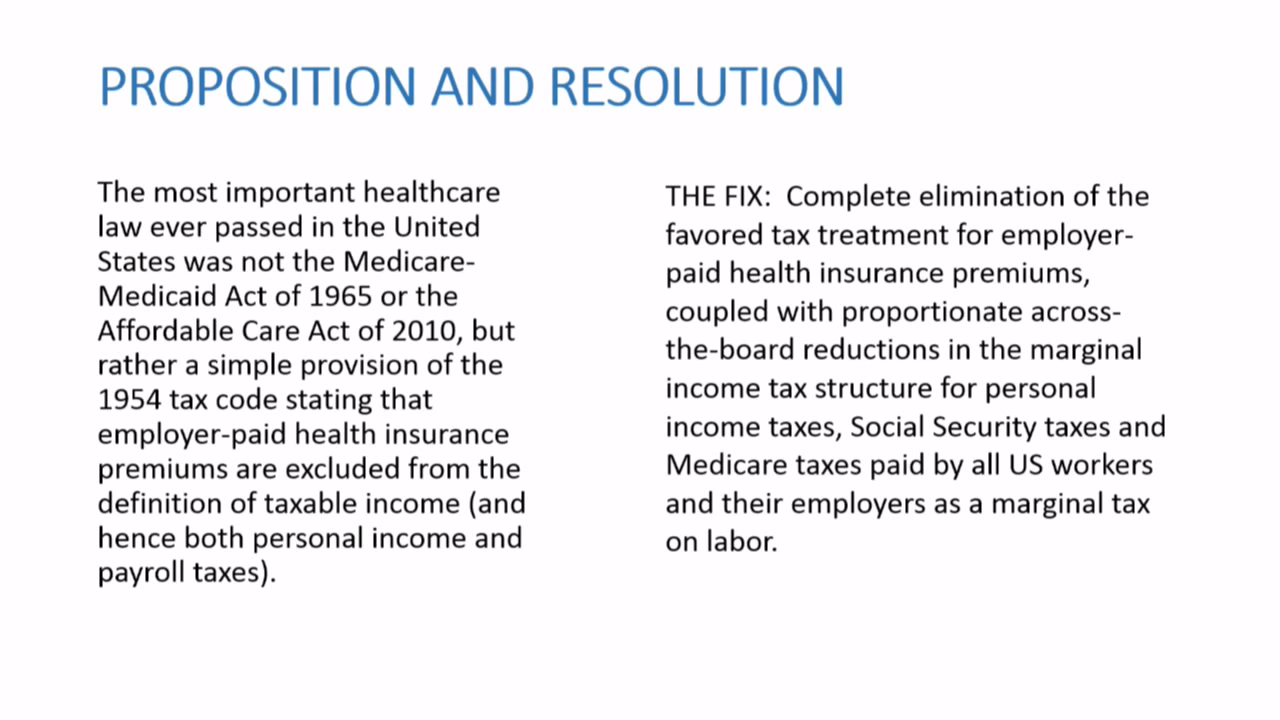 PROPOSITION AND RESOLUTION
The most important healthcare
law ever passed in the United
States was not the Medicare-
Medicaid Act of 1965 or the
Affordable Care Act of 2010, but
rather a simple provision of the
1954 tax code stating that
employer-paid health insurance
premiums are excluded from the
definition of taxable income (and
hence both personal income and
payroll taxes).
THE FIX:  Complete elimination of the
favored tax treatment for employer-
paid health insurance premiums,
coupled with proportionate across-
the-board reductions in the marginal
income tax structure for personal
income taxes, Social Security taxes and
Medicare taxes paid by all US workers
and their employers as a marginal tax
on labor.